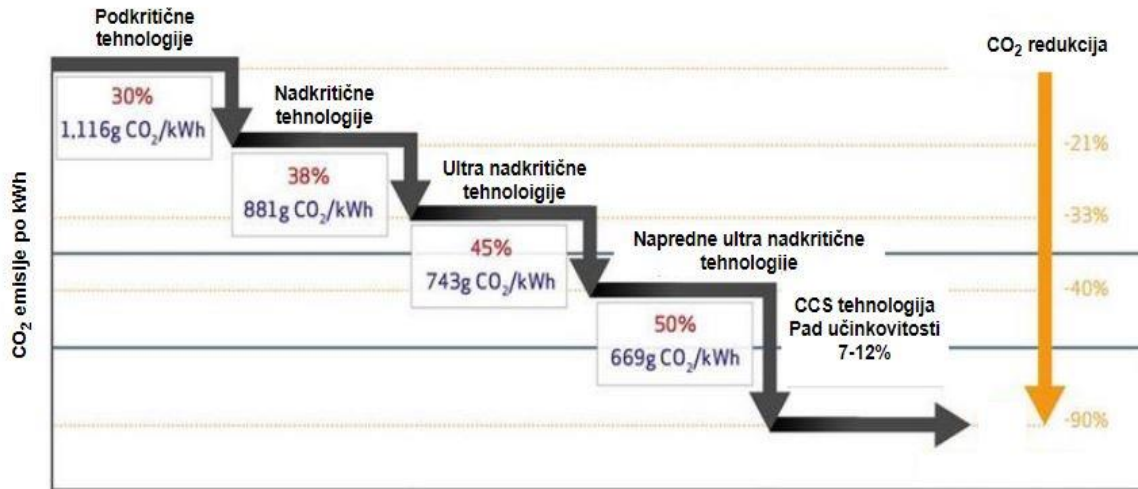 Podkritične
tehnologije
CO₂ redukcija
30%
1,116g CO₂/kWh
Nadkritične
tehnologije
-21%
38%
881g CO₂/kWh
Ultra nadkritične
tehnoloigije
-33%
45%
743g CO₂/kWh
Napredne ultra nadkritične
tehnologije
-40%
50%
669g CO₂/kWh
CCS tehnologija
Pad učinkovitosti
7-12%
-90%
CO₂ emisije po kWh